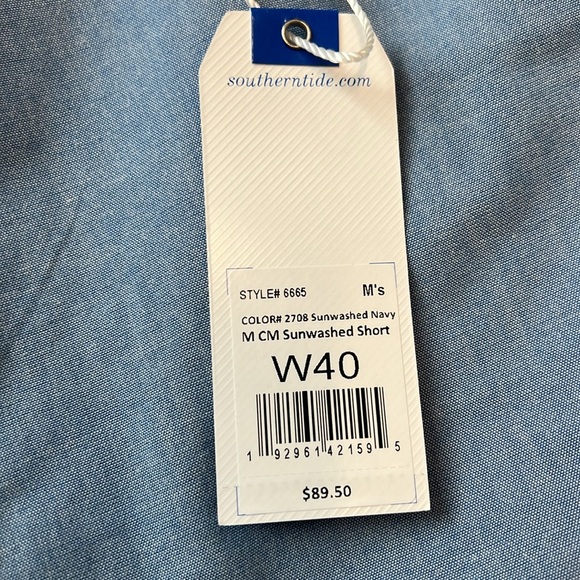 southerntide.com
STYLE# 6665 M's
COLOR# 2708 Sunwashed Navy
M CM Sunwashed Short
W40
1 92961 42159 5
$89.50